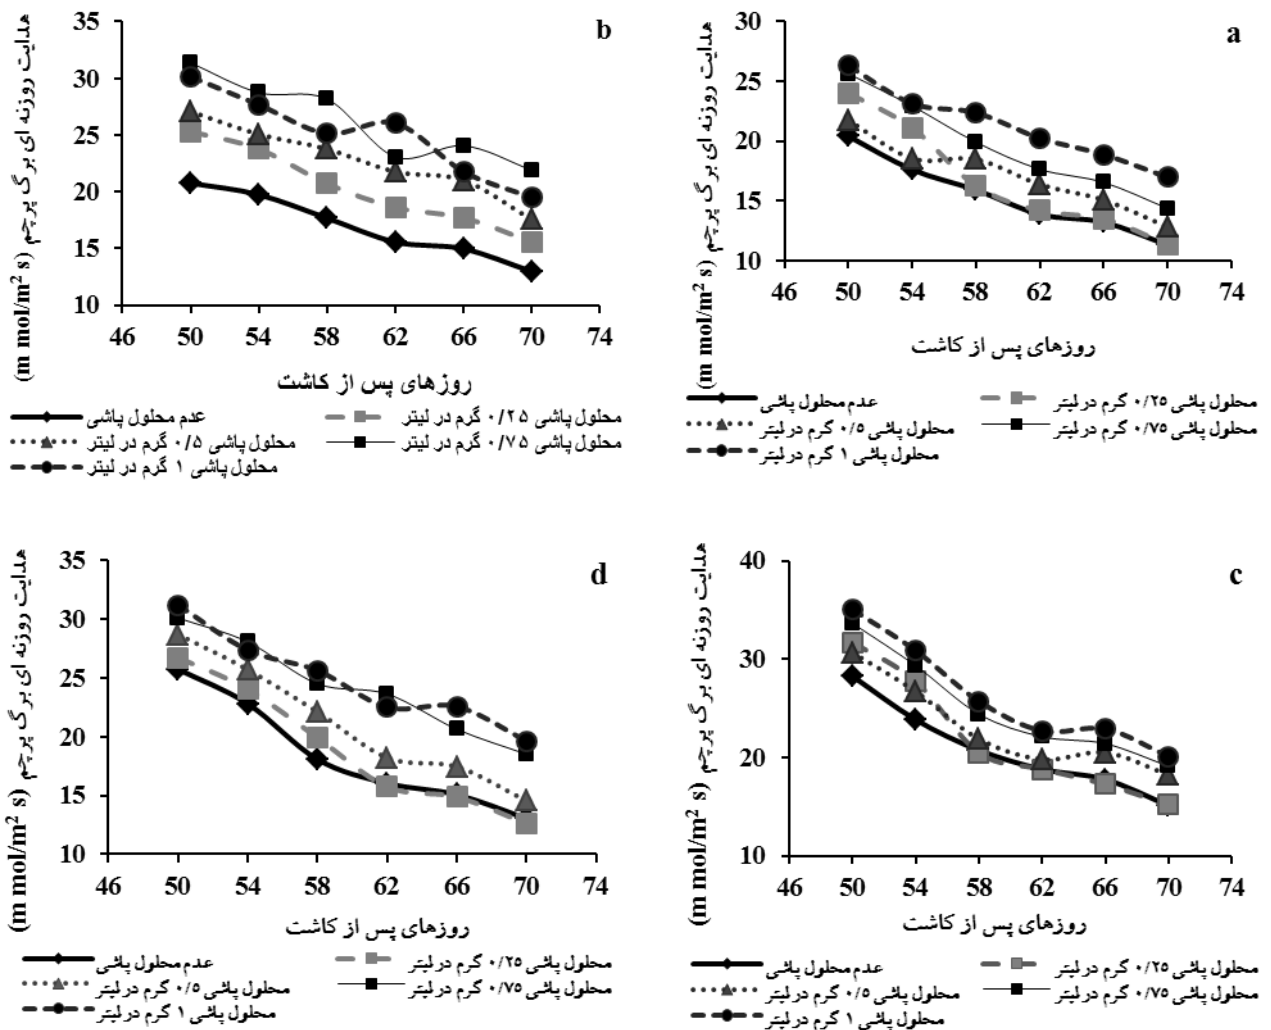 b
هدایت روزنه ای برگ پرچم
(m mol/m² s)
35
30
25
20
15
10
46 50 54 58 62 66 70 74
روزهای پس از کاشت
عدم محلول پاشی
محلول پاشی ۰/۲۵ گرم در لیتر
محلول پاشی ۰/۵ گرم در لیتر
محلول پاشی ۰/۷۵ گرم در لیتر
محلول پاشی ۱ گرم در لیتر
a
هدایت روزنه ای برگ پرچم
(m mol/m² s)
30
25
20
15
10
46 50 54 58 62 66 70 74
روزهای پس از کاشت
عدم محلول پاشی
محلول پاشی ۰/۲۵ گرم در لیتر
محلول پاشی ۰/۵ گرم در لیتر
محلول پاشی ۰/۷۵ گرم در لیتر
محلول پاشی ۱ گرم در لیتر
d
هدایت روزنه ای برگ پرچم
(m mol/m² s)
35
30
25
20
15
10
46 50 54 58 62 66 70 74
روزهای پس از کاشت
عدم محلول پاشی
محلول پاشی ۰/۲۵ گرم در لیتر
محلول پاشی ۰/۵ گرم در لیتر
محلول پاشی ۰/۷۵ گرم در لیتر
محلول پاشی ۱ گرم در لیتر
c
هدایت روزنه ای برگ پرچم
(m mol/m² s)
40
30
20
10
46 50 54 58 62 66 70 74
روزهای پس از کاشت
عدم محلول پاشی
محلول پاشی ۰/۲۵ گرم در لیتر
محلول پاشی ۰/۵ گرم در لیتر
محلول پاشی ۰/۷۵ گرم در لیتر
محلول پاشی ۱ گرم در لیتر